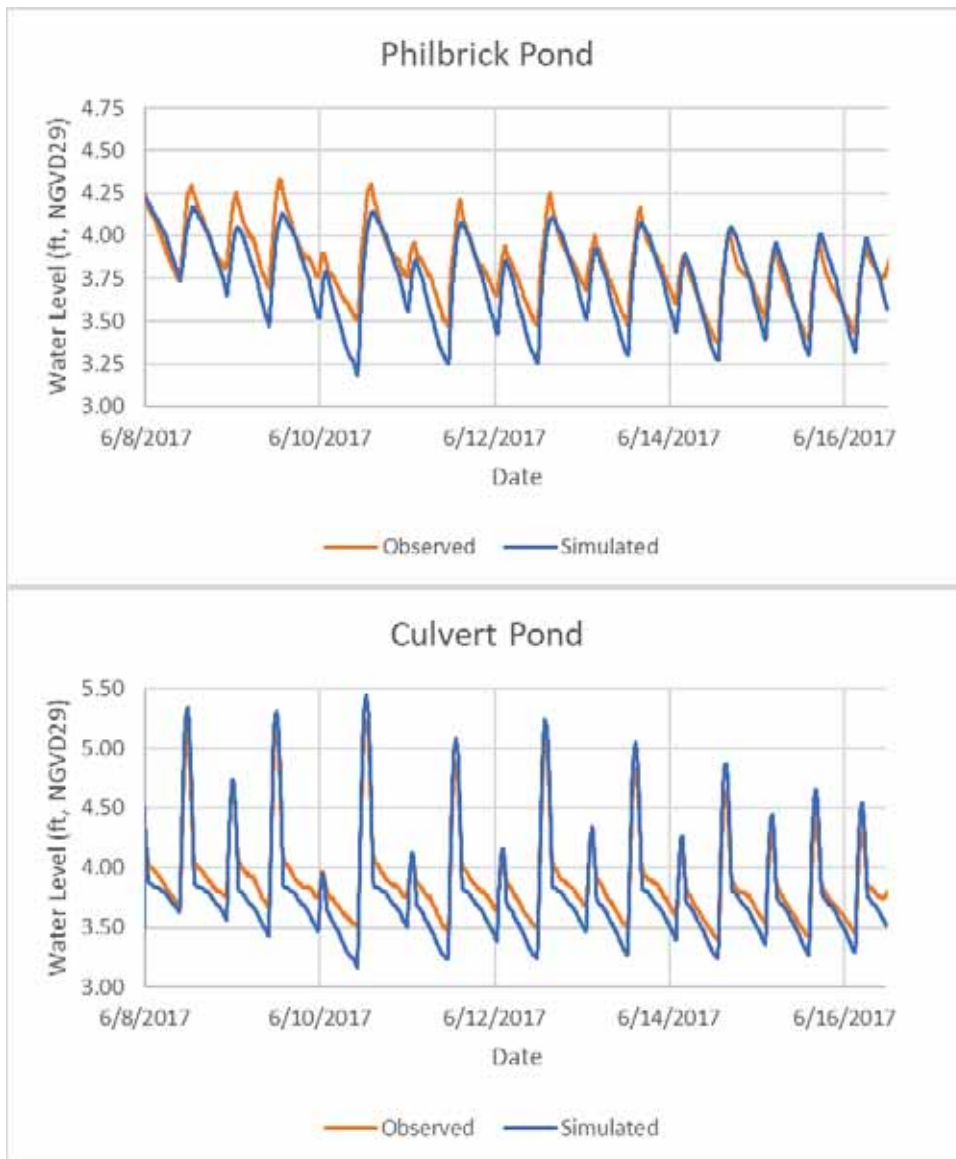 Philbrick Pond
Water Level (ft, NGVD29)
4.75
4.50
4.25
4.00
3.75
3.50
3.25
3.00
6/8/2017 6/10/2017 6/12/2017 6/14/2017 6/16/2017
Date
Observed Simulated
Culvert Pond
Water Level (ft, NGVD29)
5.50
5.00
4.50
4.00
3.50
3.00
6/8/2017 6/10/2017 6/12/2017 6/14/2017 6/16/2017
Date
Observed Simulated